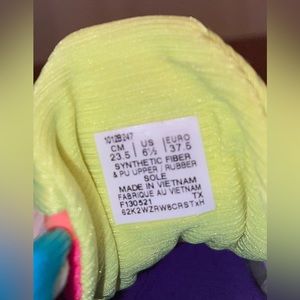 1012B247
CM US EURO
23.5 6½ 37.5
SYNTHETIC FIBER
& PU UPPER / RUBBER
SOLE
MADE IN VIETNAM
FABRIQUE AU VIETNAM
F130521 TX
62K2WZRW8CRSTxH